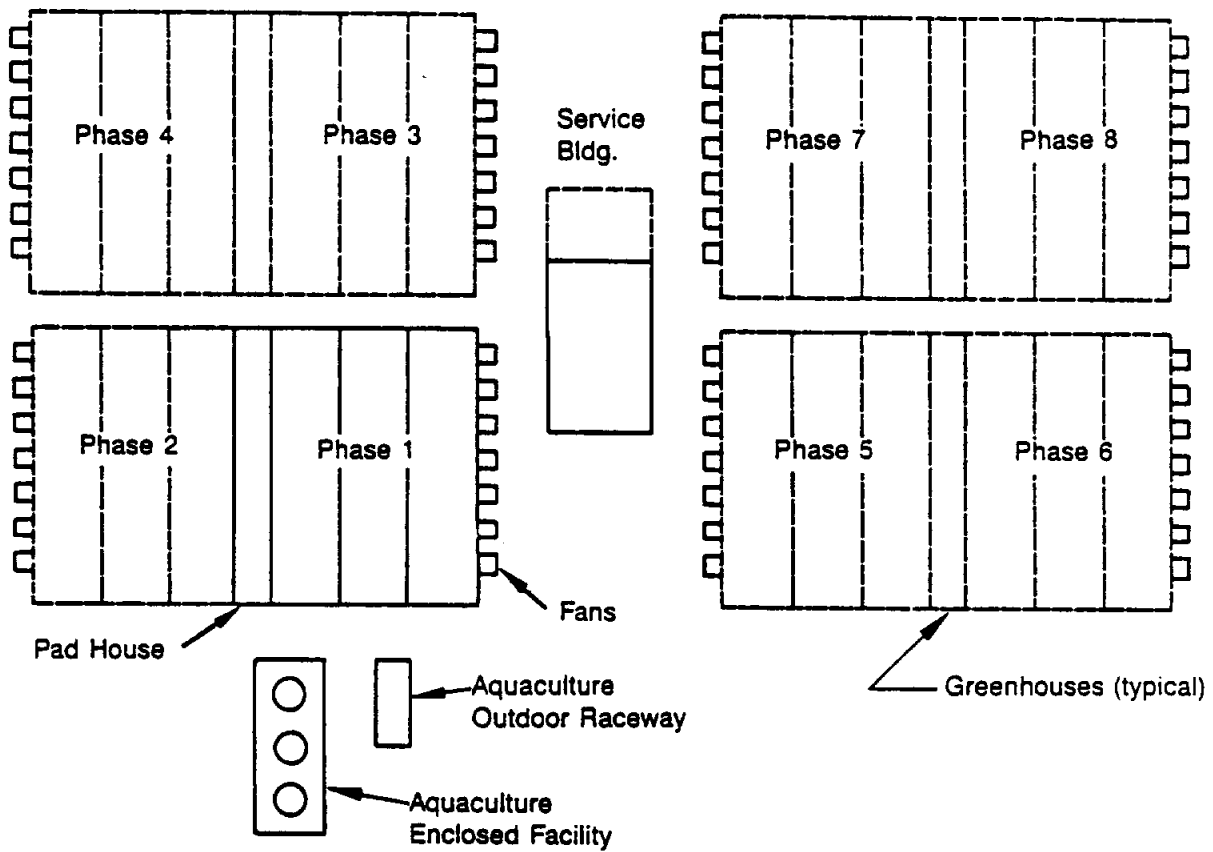 Phase 4
Phase 3
Service
Bldg.
Phase 7
Phase 8
Phase 2
Phase 1
Phase 5
Phase 6
Fans
Pad House
Greenhouses (typical)
Aquaculture
Outdoor Raceway
Aquaculture
Enclosed Facility